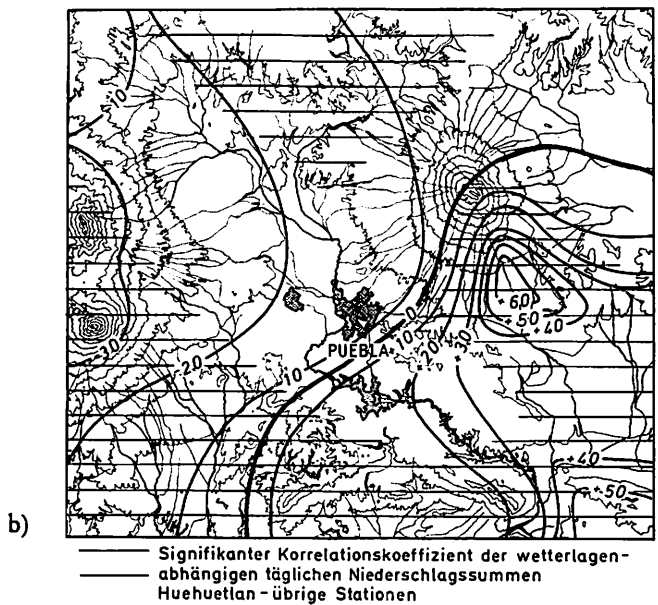 10
-30
-20
10
0
+10
+20
+30
+60
+50
+40
PUEBLA
+40
+50
b)
Signifikanter Korrelationskoeffizient der wetterlagen-
abhängigen täglichen Niederschlagssummen
Huehuetlan - übrige Stationen